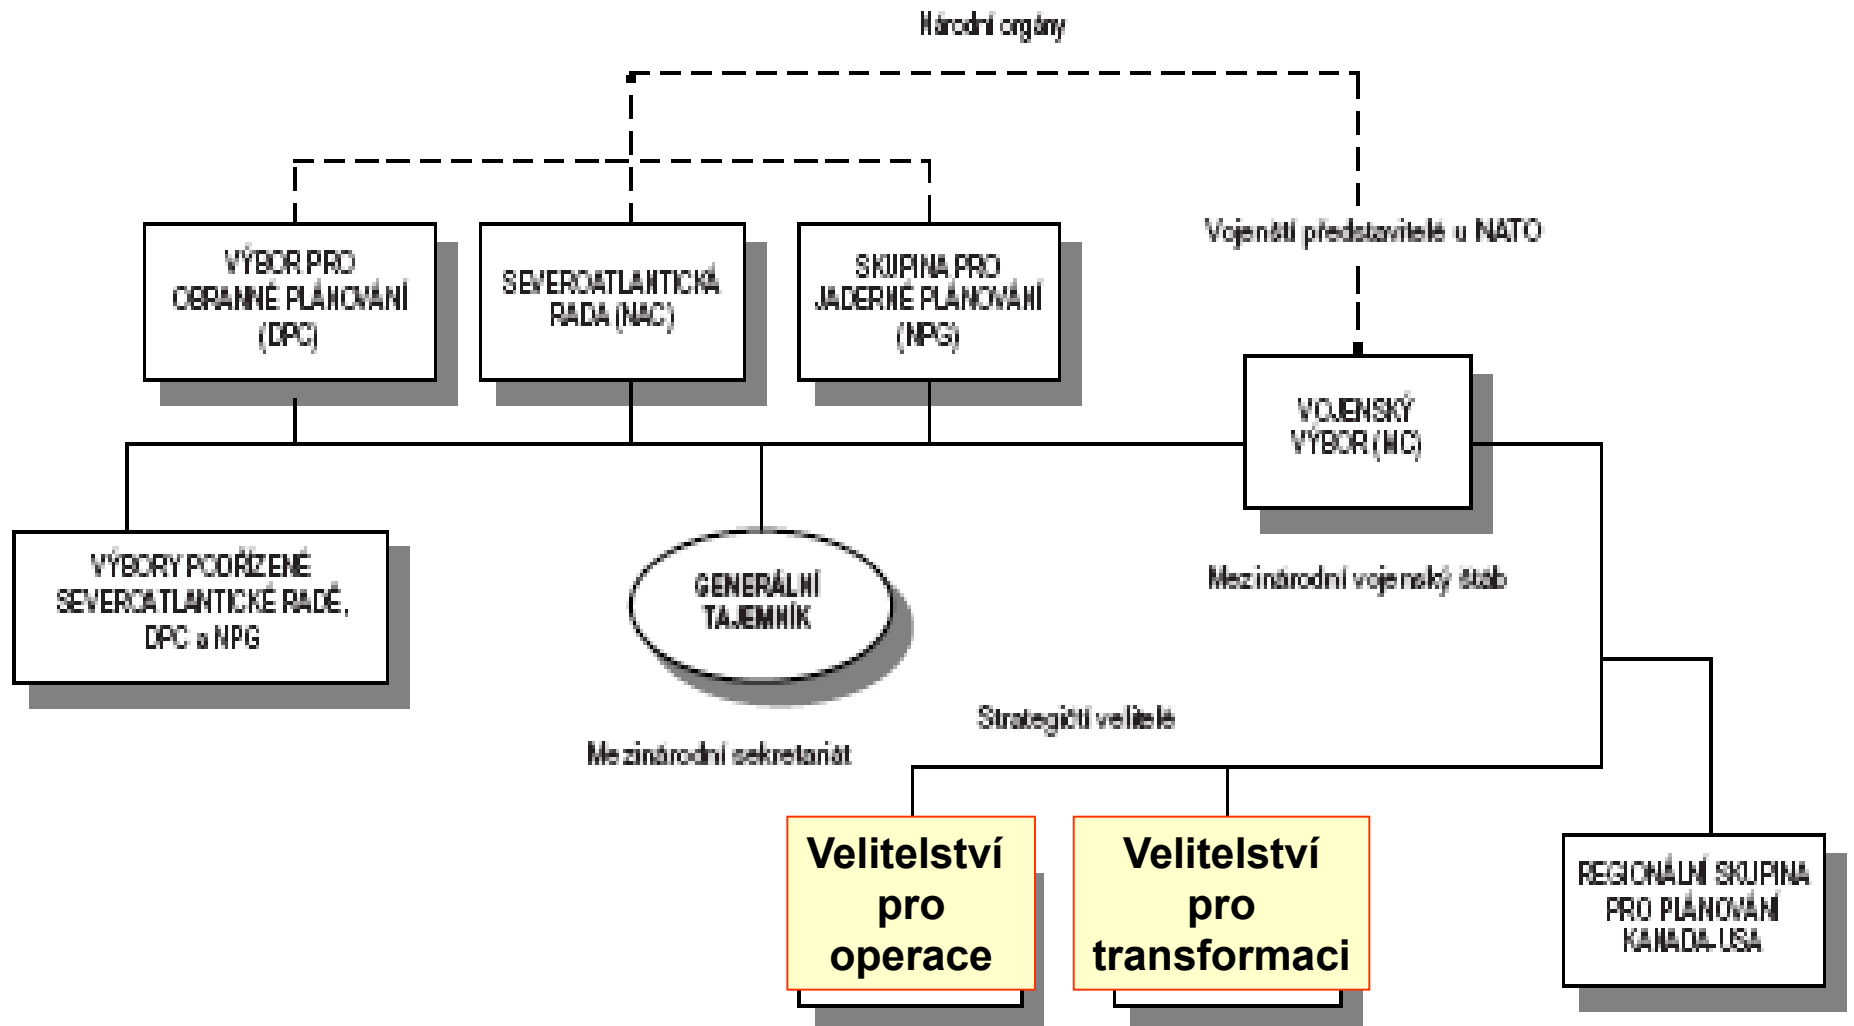 Národní orgány
VÝBOR PRO
OBRANNÉ PLÁNOVÁNÍ
(DPC)
SEVEROATLANTICKÁ
RADA (NAC)
SKUPINA PRO
JADERNÉ PLÁNOVÁNÍ
(NPG)
Vojenští představitelé u NATO
VOJENSKÝ
VÝBOR (MC)
VÝBORY PODŘÍZENÉ
SEVEROATLANTICKÉ RADĚ,
DPC a NPG
GENERÁLNÍ
TAJEMNÍK
Mezinárodní vojenský štáb
Strategičtí velitelé
Mezinárodní sekretariát
Velitelství
pro
operace
Velitelství
pro
transformaci
REGIONÁLNÍ SKUPINA
PRO PLÁNOVÁNÍ
KANADA-USA